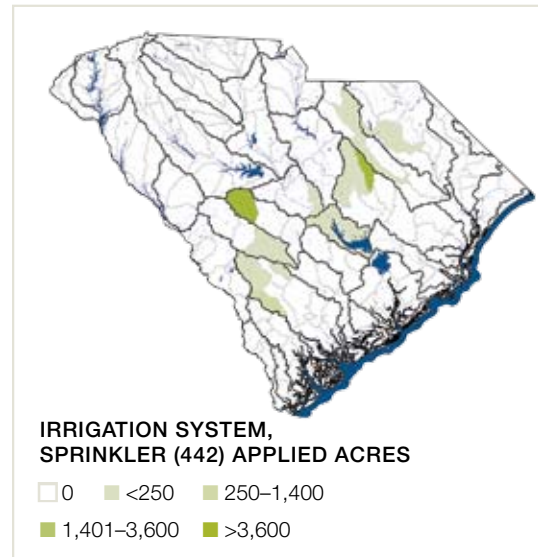 IRRIGATION SYSTEM,
SPRINKLER (442) APPLIED ACRES
0 <250 250–1,400
1,401–3,600 >3,600